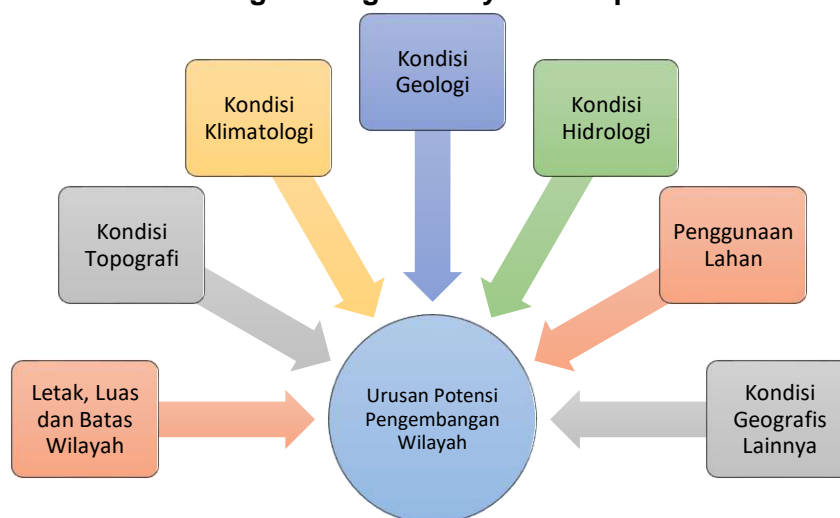 Kondisi
Geologi
Kondisi
Klimatologi
Kondisi
Hidrologi
Kondisi
Topografi
Penggunaan
Lahan
Letak, Luas
dan Batas
Wilayah
Urusan Potensi
Pengembangan
Wilayah
Kondisi
Geografis
Lainnya